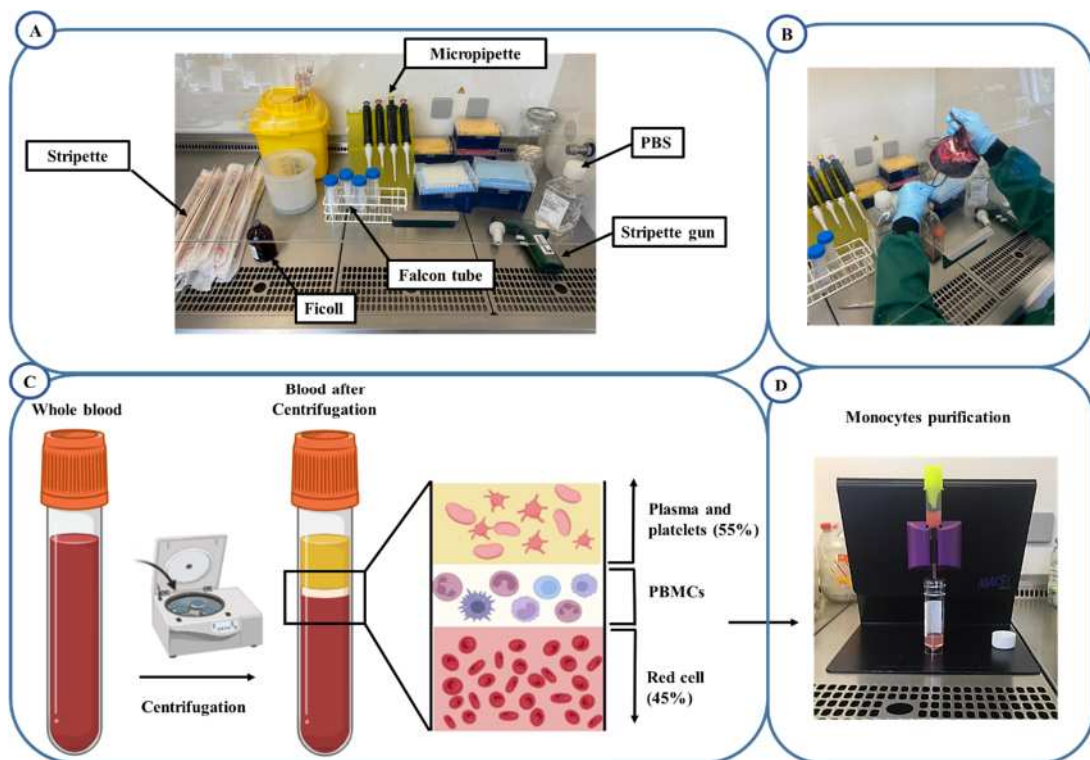 A
Micropipette
Stripette
PBS
Stripette gun
Falcon tube
Ficoll
B
C
Whole blood
Blood after
Centrifugation
Centrifugation
Plasma and
platelets (55%)
PBMCs
Red cell
(45%)
D
Monocytes purification